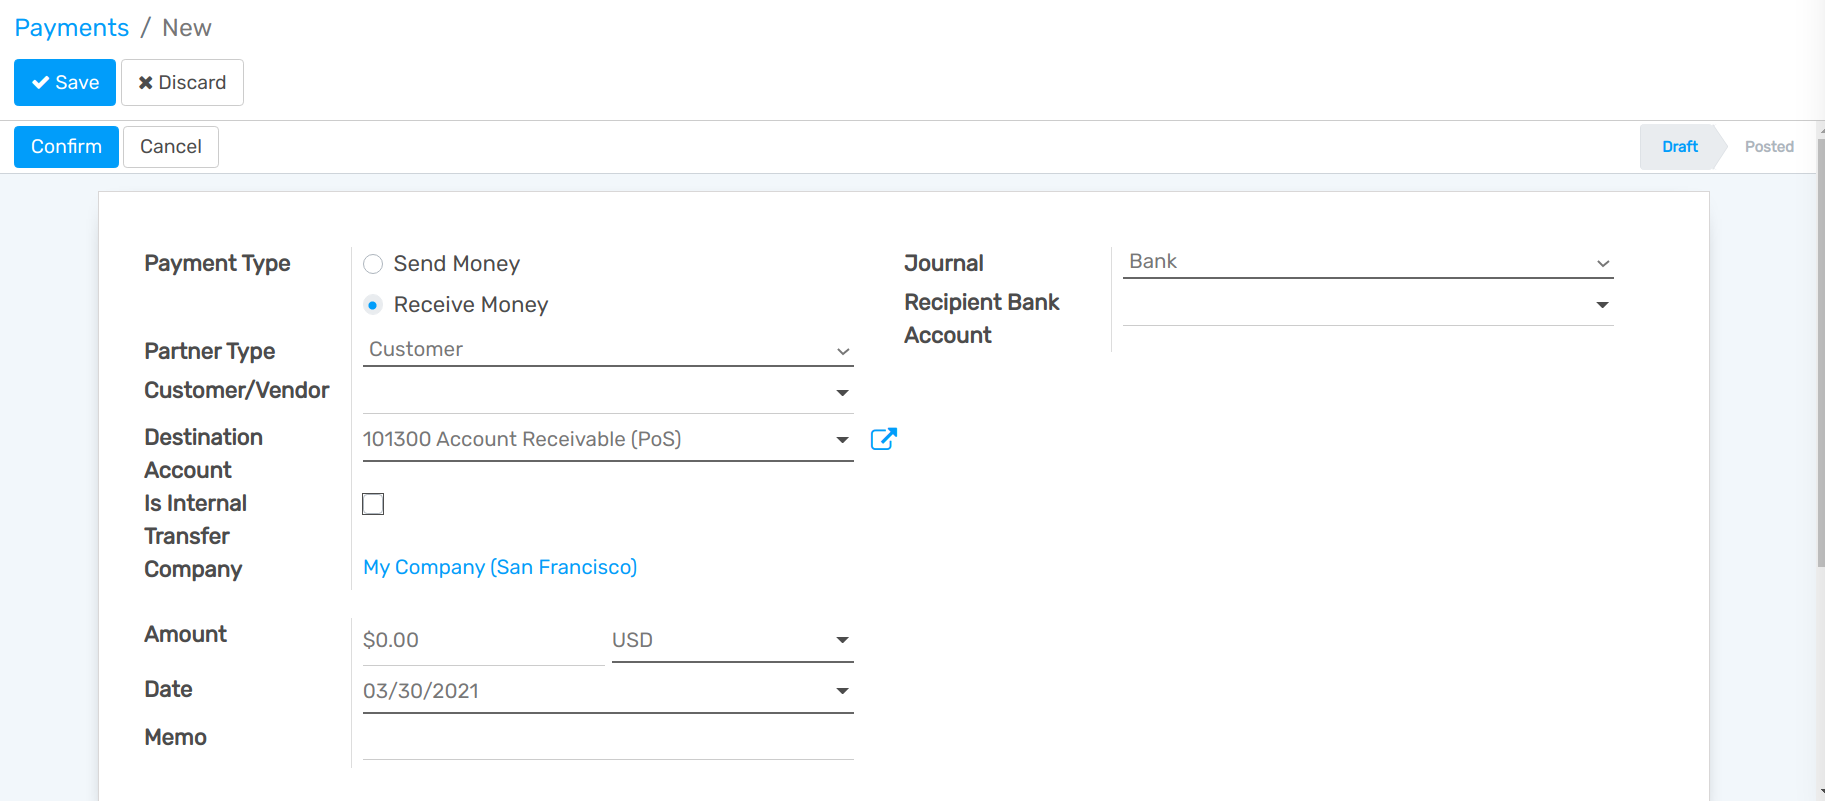 Payments / New
Save Discard
Confirm Cancel Draft Posted
Payment Type Send Money
Receive Money
Partner Type Customer
Customer/Vendor
Destination Account 101300 Account Receivable (PoS)
Is Internal Transfer
Company My Company (San Francisco)
Amount $0.00 USD
Date 03/30/2021
Memo
Journal Bank
Recipient Bank Account